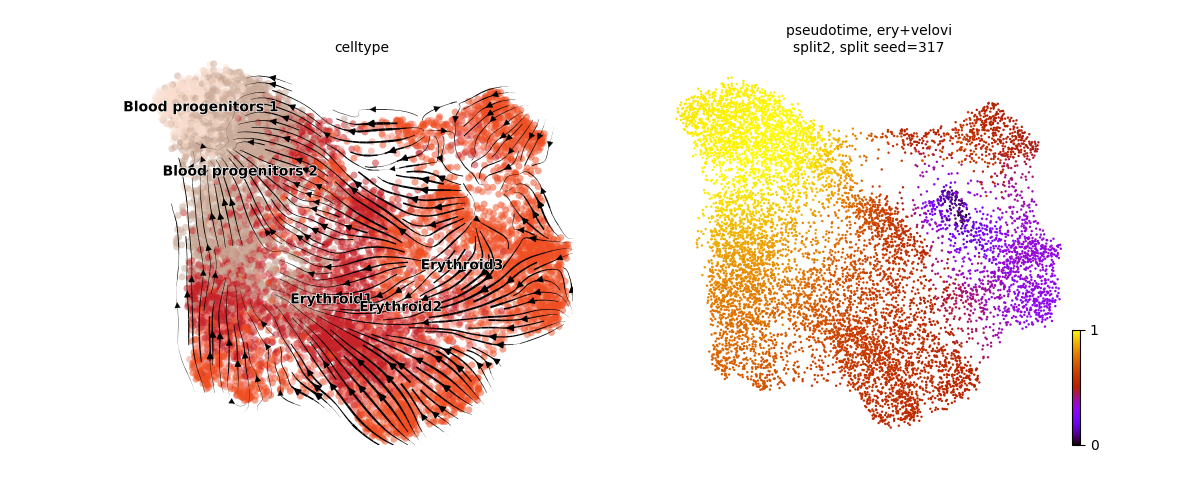 celltype
Blood progenitors 1
Blood progenitors 2
Erythroid3
Erythroid1
Erythroid2
pseudotime, ery+velovi
split2, split seed=317
1
0